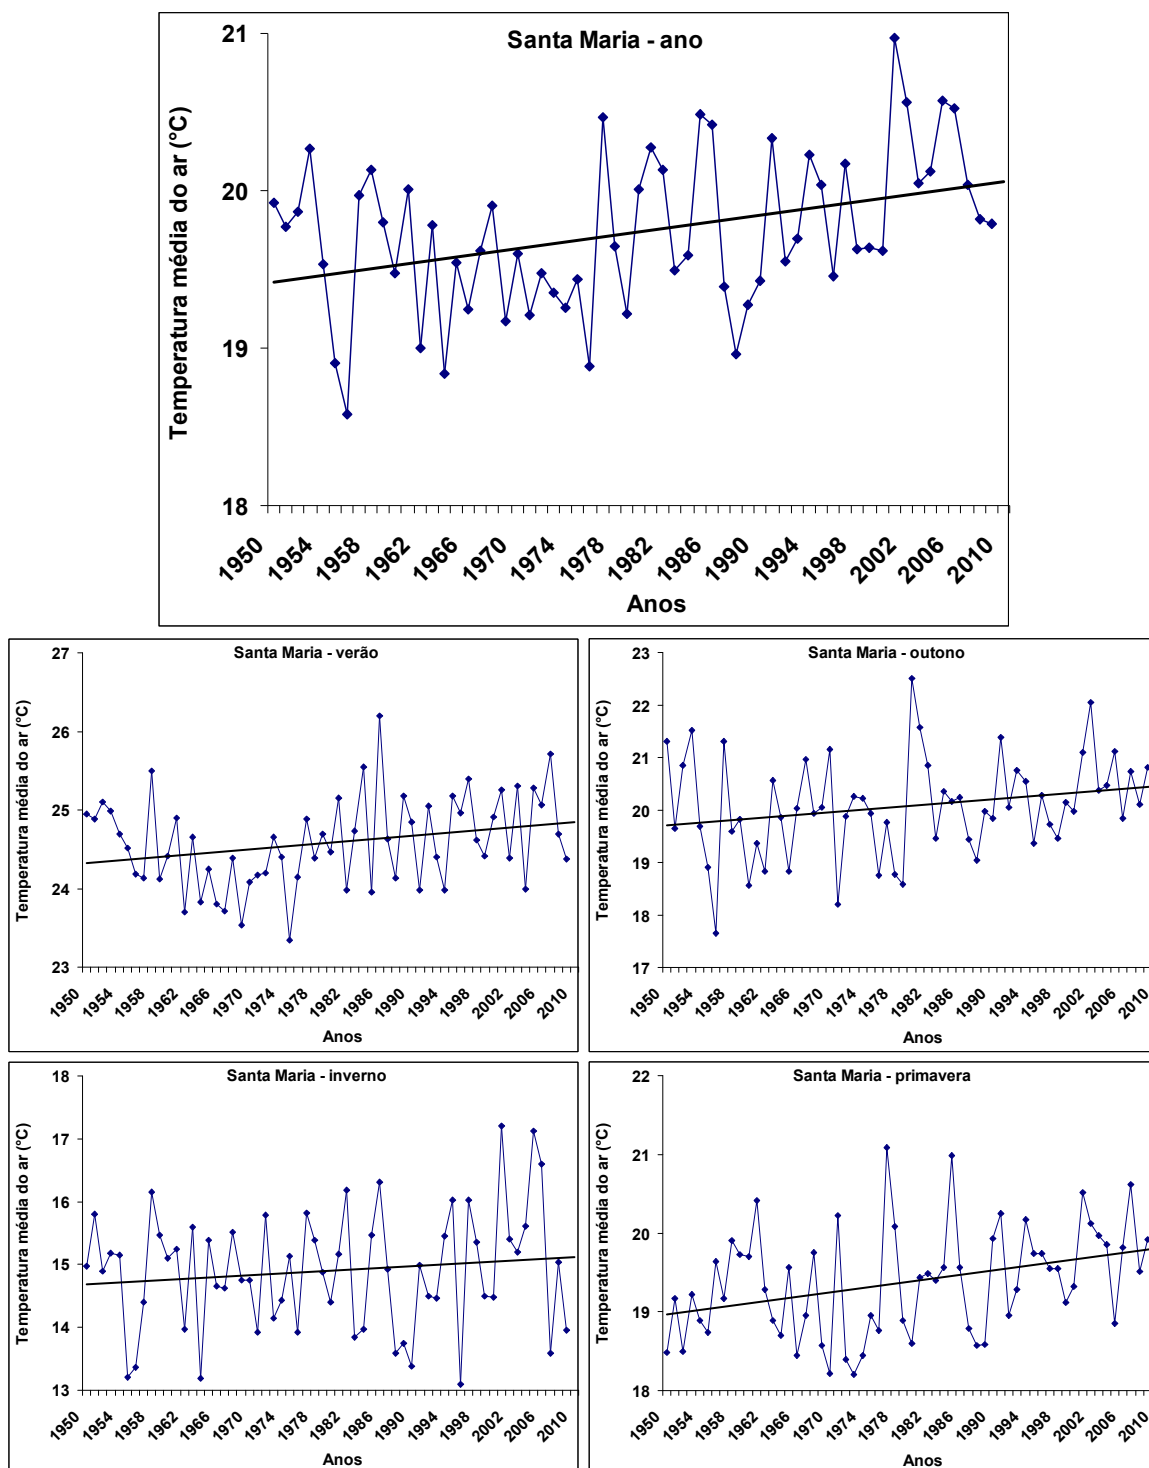 Santa Maria - ano
Temperatura média do ar (°C)
21
20
19
18
1950 1954 1958 1962 1966 1970 1974 1978 1982 1986 1990 1994 1998 2002 2006 2010
Anos
Santa Maria - verão
Temperatura média do ar (°C)
27
26
25
24
23
1950 1954 1958 1962 1966 1970 1974 1978 1982 1986 1990 1994 1998 2002 2006 2010
Anos
Santa Maria - outono
Temperatura média do ar (°C)
23
22
21
20
19
18
17
1950 1954 1958 1962 1966 1970 1974 1978 1982 1986 1990 1994 1998 2002 2006 2010
Anos
Santa Maria - inverno
Temperatura média do ar (°C)
18
17
16
15
14
13
1950 1954 1958 1962 1966 1970 1974 1978 1982 1986 1990 1994 1998 2002 2006 2010
Anos
Santa Maria - primavera
Temperatura média do ar (°C)
22
21
20
19
18
1950 1954 1958 1962 1966 1970 1974 1978 1982 1986 1990 1994 1998 2002 2006 2010
Anos